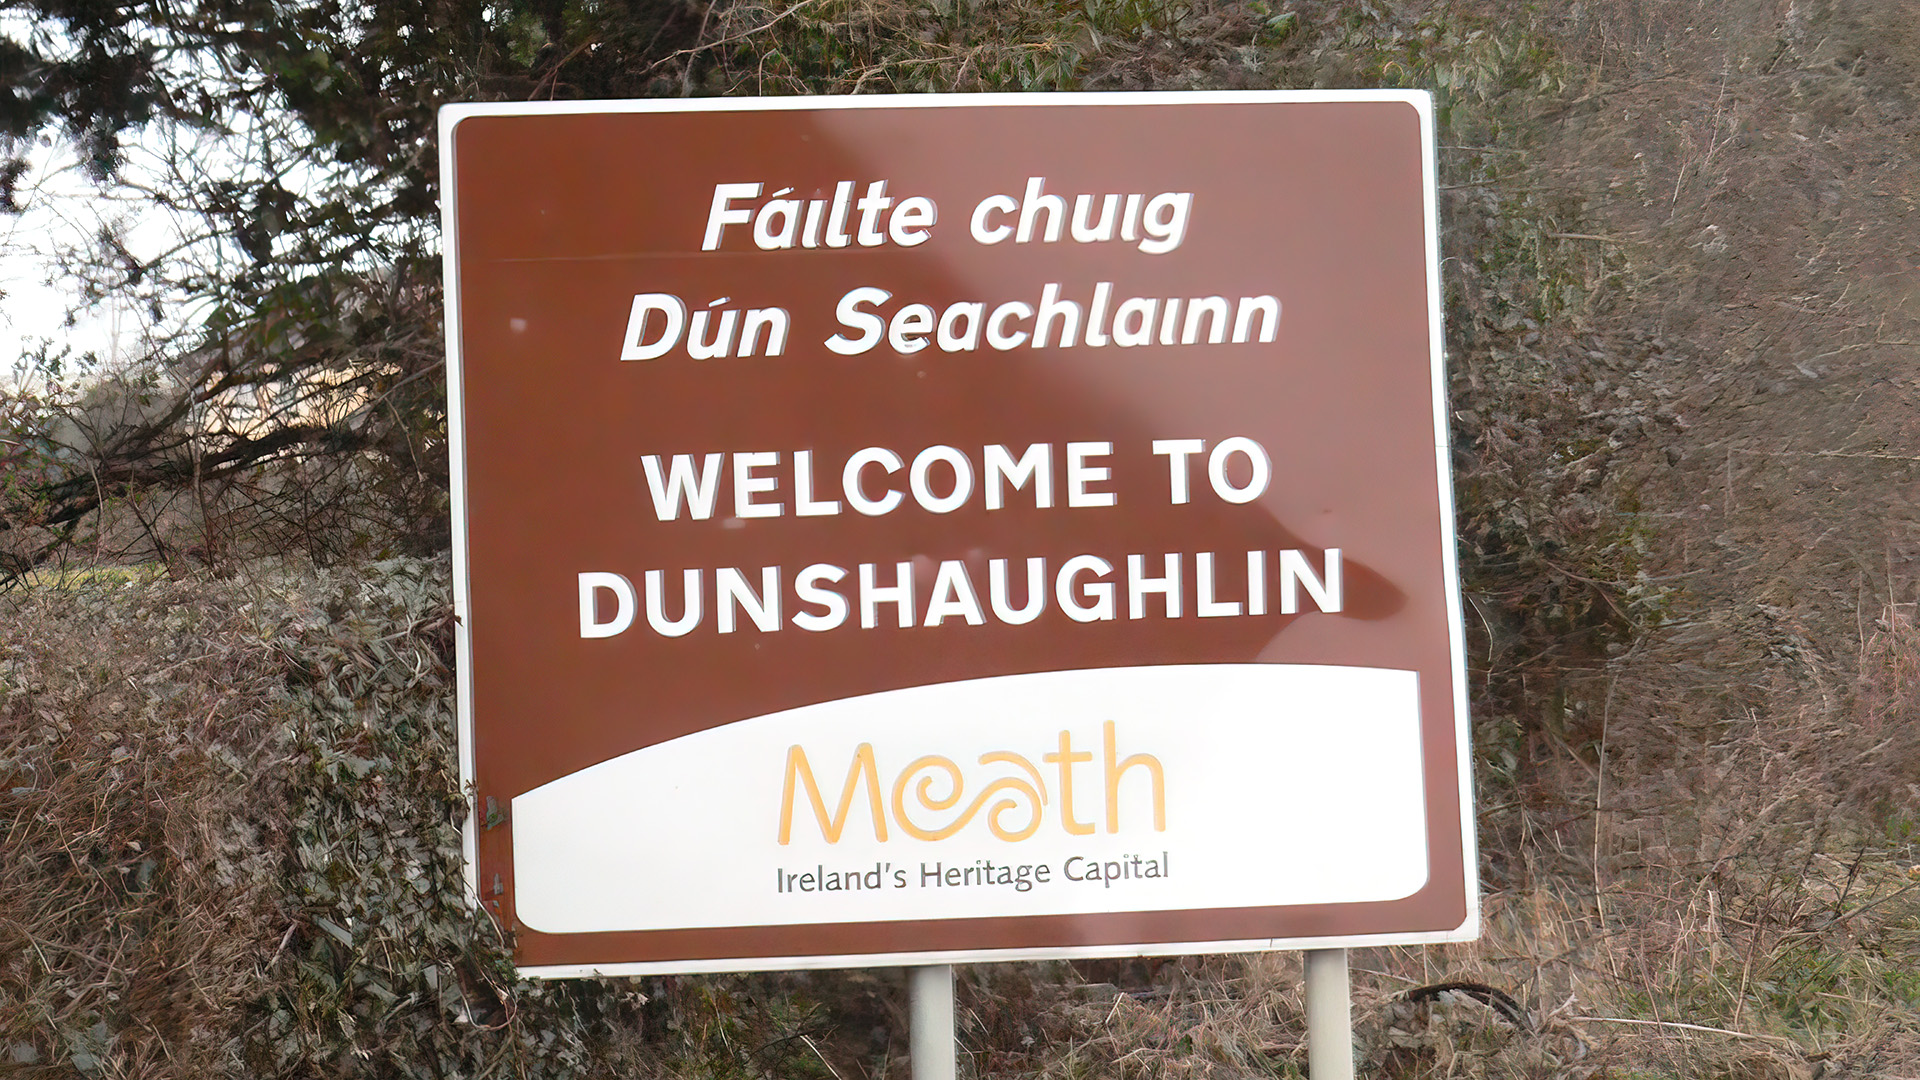 Fáilte chuig
Dún Seachlainn
WELCOME TO
DUNSHAUGHLIN
Meath
Ireland's Heritage Capital